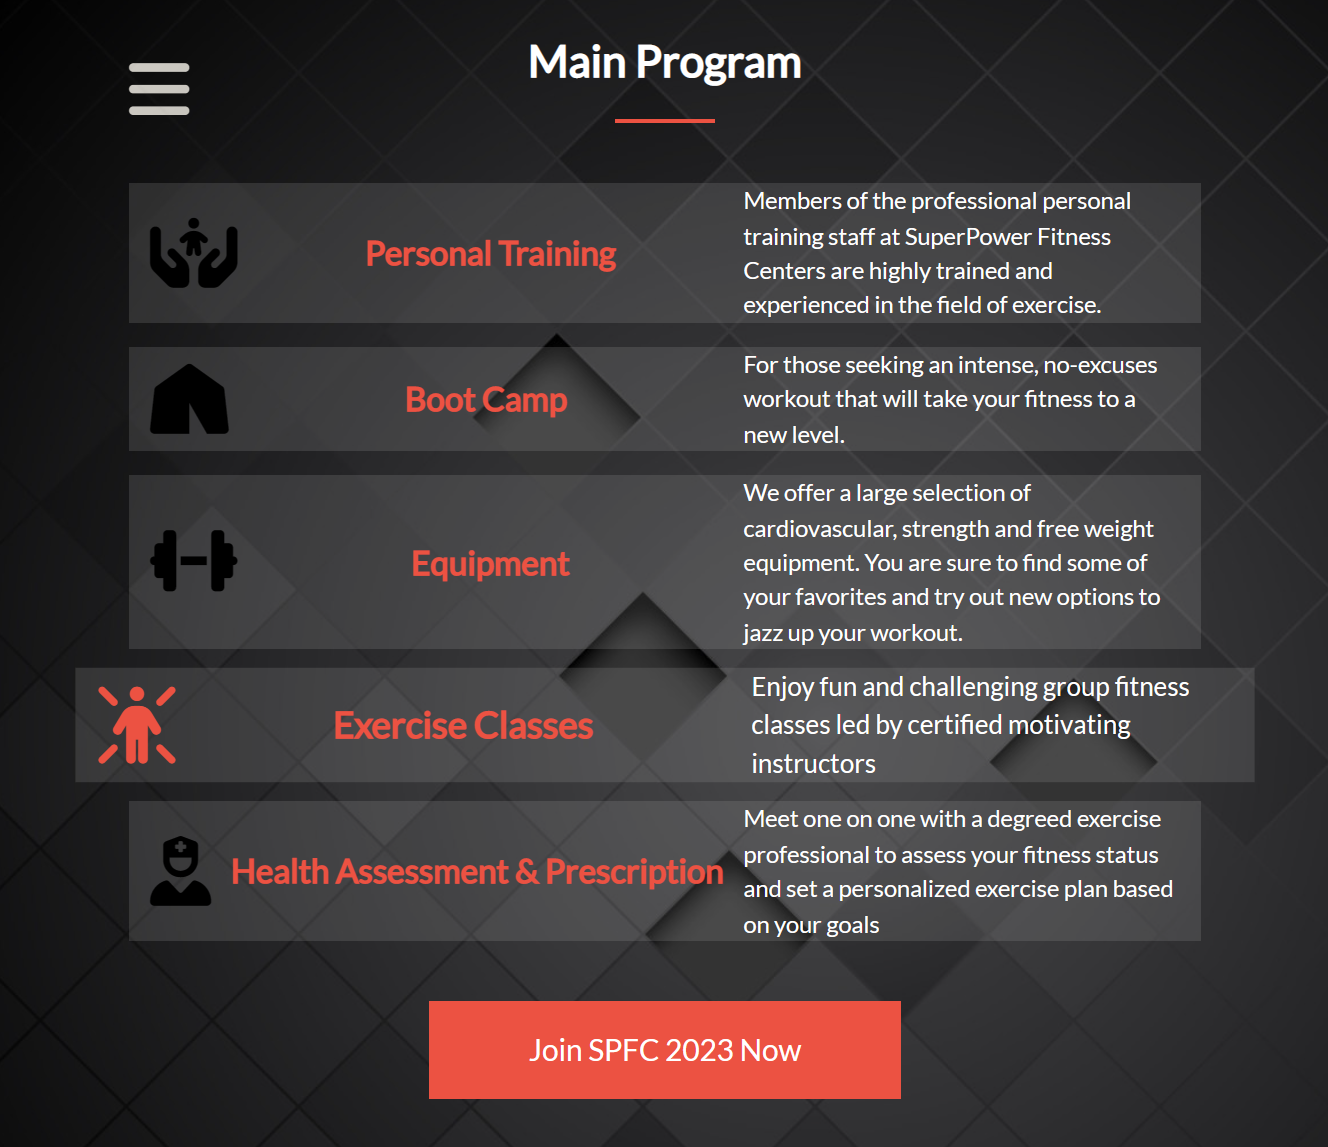 Main Program
Personal Training
Members of the professional personal
training staff at SuperPower Fitness
Centers are highly trained and
experienced in the field of exercise.
Boot Camp
For those seeking an intense, no-excuses
workout that will take your fitness to a
new level.
Equipment
We offer a large selection of
cardiovascular, strength and free weight
equipment. You are sure to find some of
your favorites and try out new options to
jazz up your workout.
Exercise Classes
Enjoy fun and challenging group fitness
classes led by certified motivating
instructors
Health Assessment & Prescription
Meet one on one with a degreed exercise
professional to assess your fitness status
and set a personalized exercise plan based
on your goals
Join SPFC 2023 Now